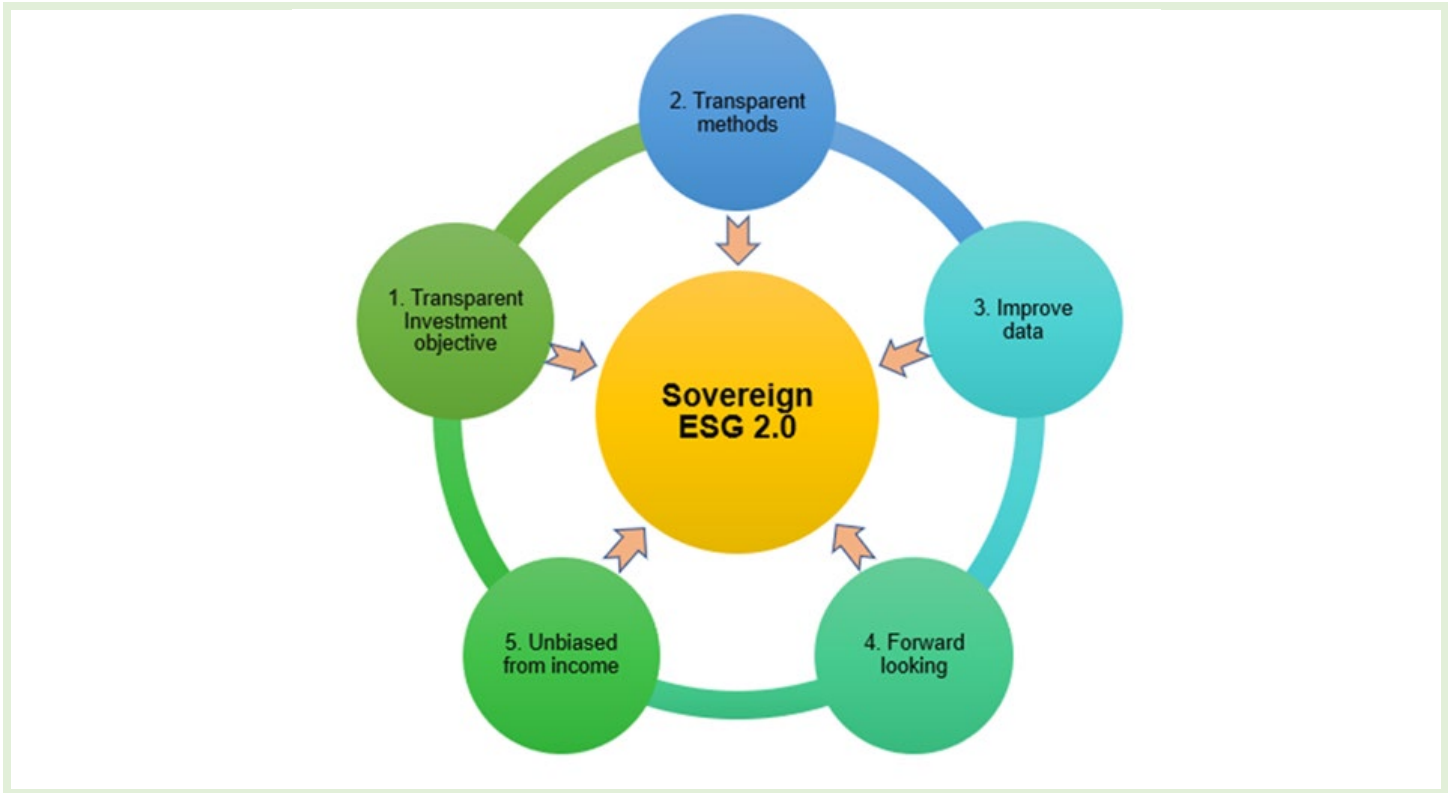 1. Transparent
Investment
objective
2. Transparent
methods
3. Improve
data
4. Forward
looking
5. Unbiased
from income
Sovereign
ESG 2.0